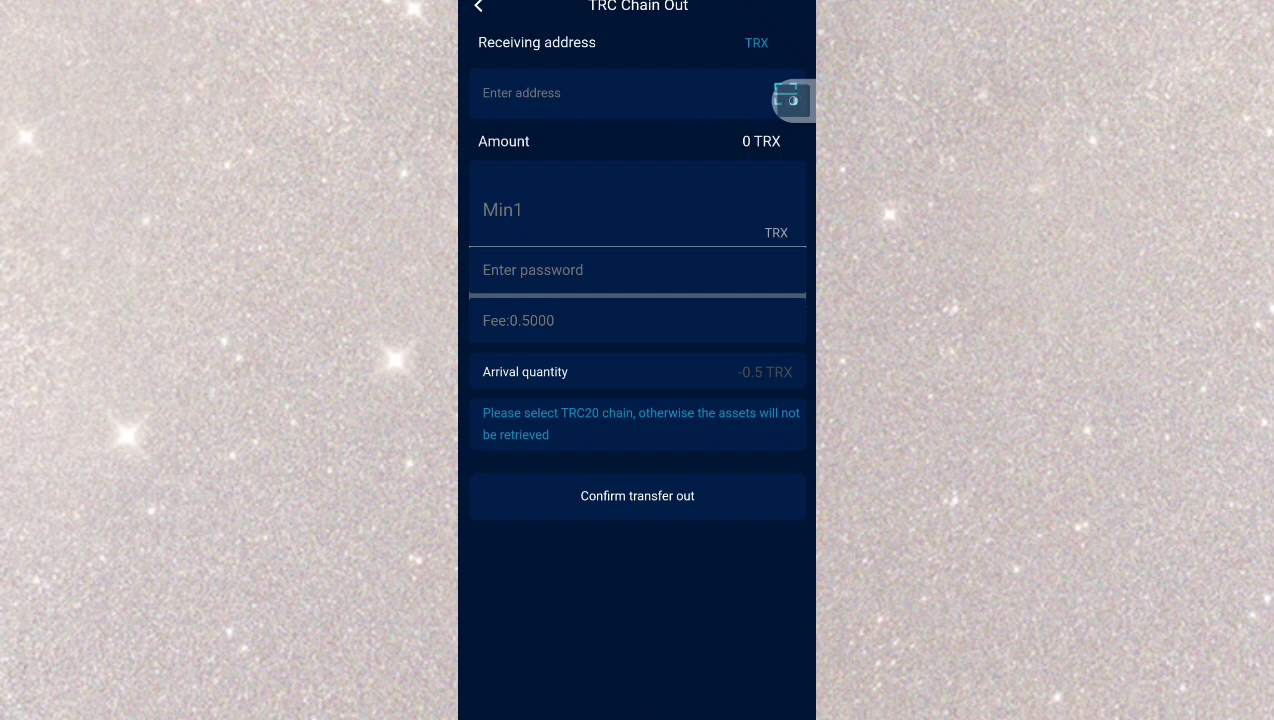 TRC Chain Out
Receiving address TRX
Enter address
Amount 0 TRX
Min1
TRX
Enter password
Fee:0.5000
Arrival quantity -0.5 TRX
Please select TRC20 chain, otherwise the assets will not
be retrieved
Confirm transfer out